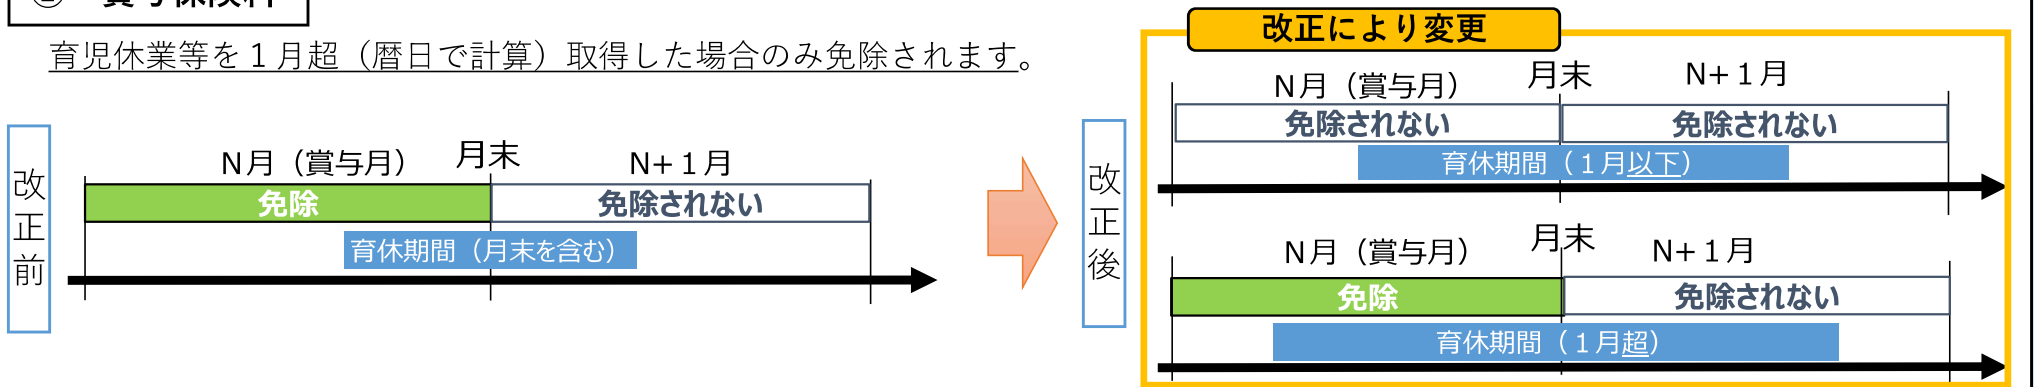 育児休業等を１月超（暦日で計算）取得した場合のみ免除されます。
改正前
N月（賞与月）
月末
N+１月
免除
免除されない
育休期間（月末を含む）
改正により変更
改正後
N月（賞与月）
月末
N+１月
免除されない
免除されない
育休期間（１月以下）
N月（賞与月）
月末
N+１月
免除
免除されない
育休期間（１月超）